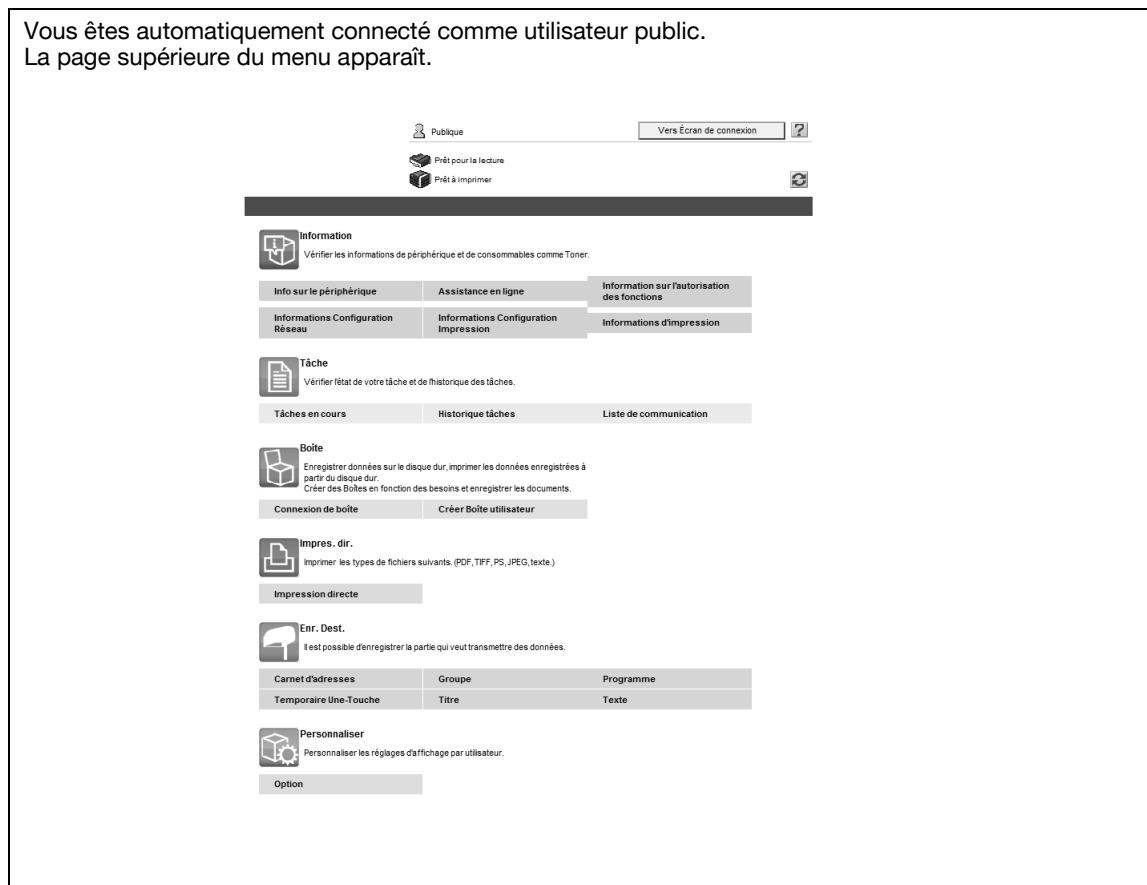 Vous êtes automatiquement connecté comme utilisateur public.
La page supérieure du menu apparaît.
Publique
Vers Écran de connexion
?
Prêt pour la lecture
Prêt à imprimer
Information
Vérifier les informations de périphérique et de consommables comme Toner.
Info sur le périphérique
Assistance en ligne
Information sur l'autorisation
des fonctions
Informations Configuration
Réseau
Informations Configuration
Impression
Informations d'impression
Tâche
Vérifier l'état de votre tâche et de l'historique des tâches.
Tâches en cours
Historique tâches
Liste de communication
Boîte
Enregistrer données sur le disque dur, imprimer les données enregistrées à
partir du disque dur.
Créer des Boîtes en fonction des besoins et enregistrer les documents.
Connexion de boîte
Créer Boîte utilisateur
Impres. dir.
Imprimer les types de fichiers suivants. (PDF, TIFF, PS, JPEG, texte.)
Impression directe
Enr. Dest.
Il est possible d'enregistrer la partie qui veut transmettre des données.
Carnet d'adresses
Groupe
Programme
Temporaire Une-Touche
Titre
Texte
Personnaliser
Personnaliser les réglages d'affichage par utilisateur.
Option